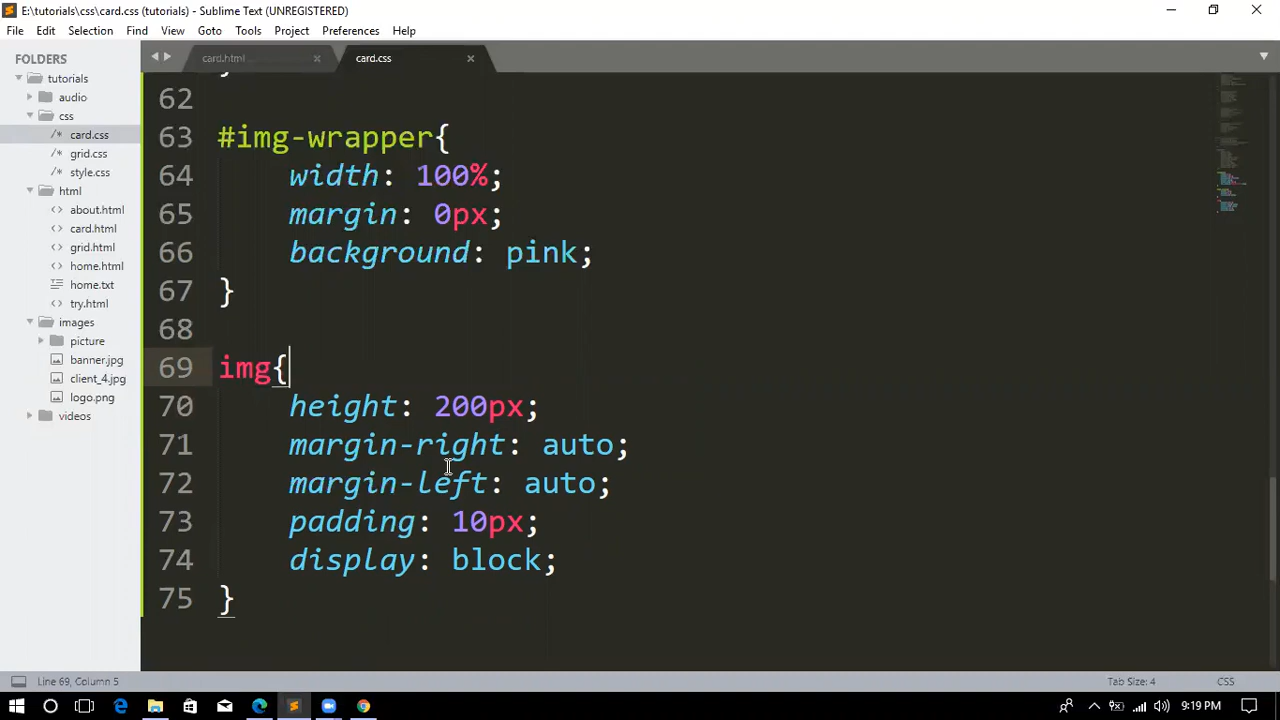 E:\tutorials\css\card.css (tutorials) - Sublime Text (UNREGISTERED)
File Edit Selection Find View Goto Tools Project Preferences Help
FOLDERS
tutorials
audio
css
card.css
grid.css
style.css
html
about.html
card.html
grid.html
home.html
home.txt
try.html
images
picture
banner.jpg
client_4.jpg
logo.png
videos
card.html card.css
62
63 #img-wrapper{
64 width: 100%;
65 margin: 0px;
66 background: pink;
67 }
68
69 img{
70 height: 200px;
71 margin-right: auto;
72 margin-left: auto;
73 padding: 10px;
74 display: block;
75 }
Line 69, Column 5 Tab Size: 4 CSS
9:19 PM